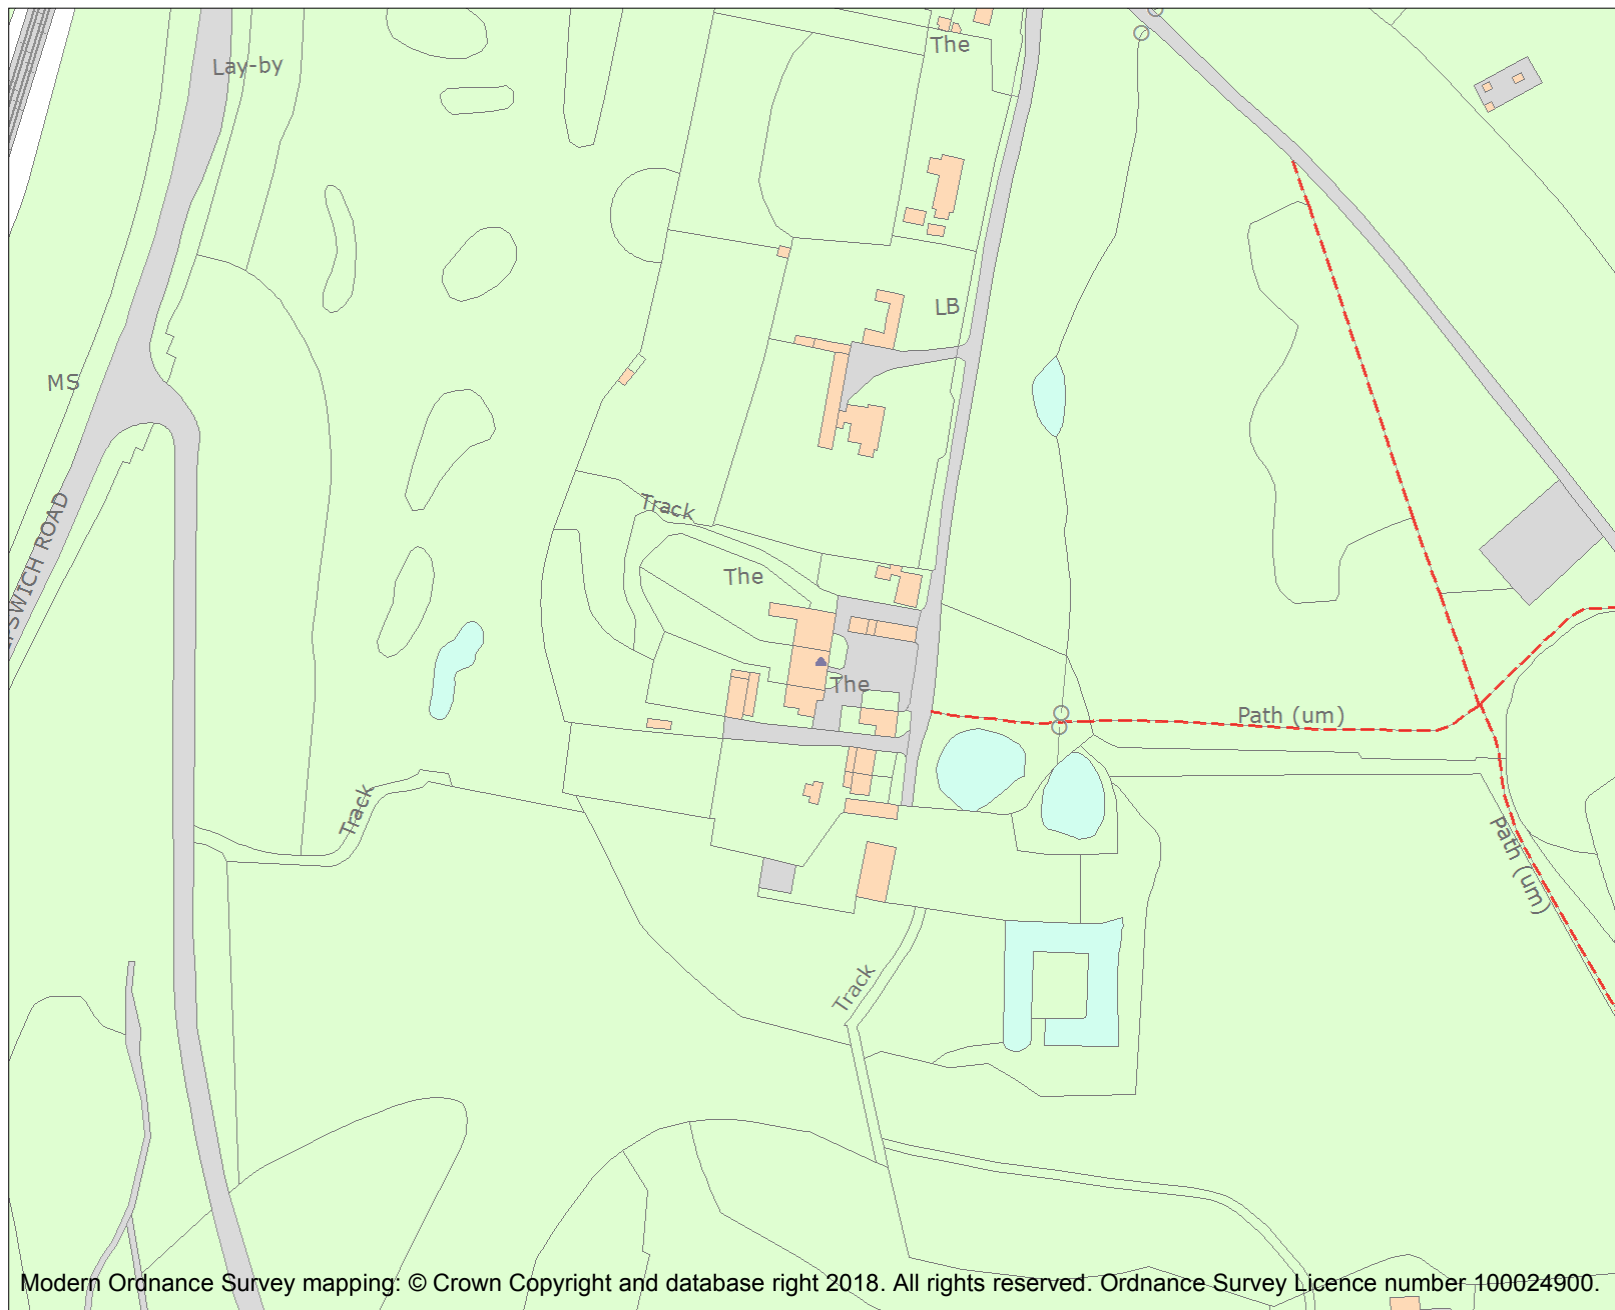 The
Lay-by
LB
MS
Track
SWICH ROAD
The
The
Path (um)
Track
Path (um)
Track
Modern Ordnance Survey mapping: © Crown Copyright and database right 2018. All rights reserved. Ordnance Survey Licence number 100024900.